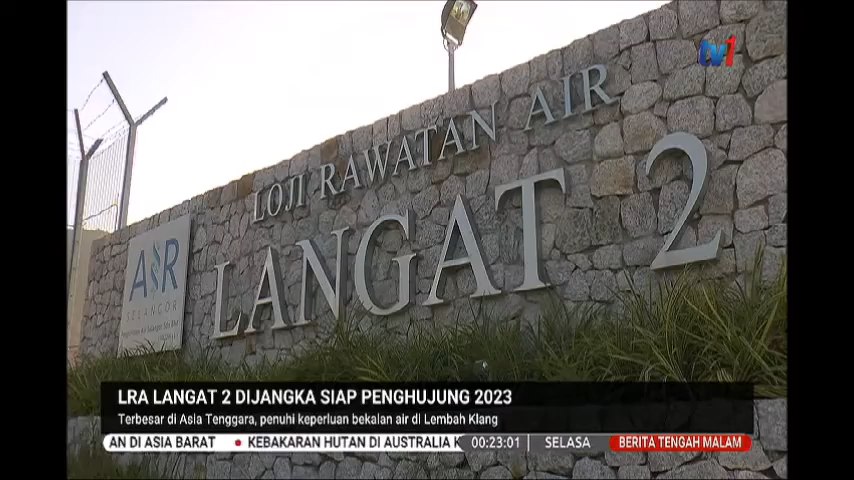 tv1
LOJI RAWATAN AIR
LANGAT 2
AIR
SELANGOR
LRA LANGAT 2 DIJANGKA SIAP PENGHUJUNG 2023
Terbesar di Asia Tenggara, penuhi keperluan bekalan air di Lembah Klang
AN DI ASIA BARAT • KEBAKARAN HUTAN DI AUSTRALIA K 00:23:01 SELASA BERITA TENGAH MALAM